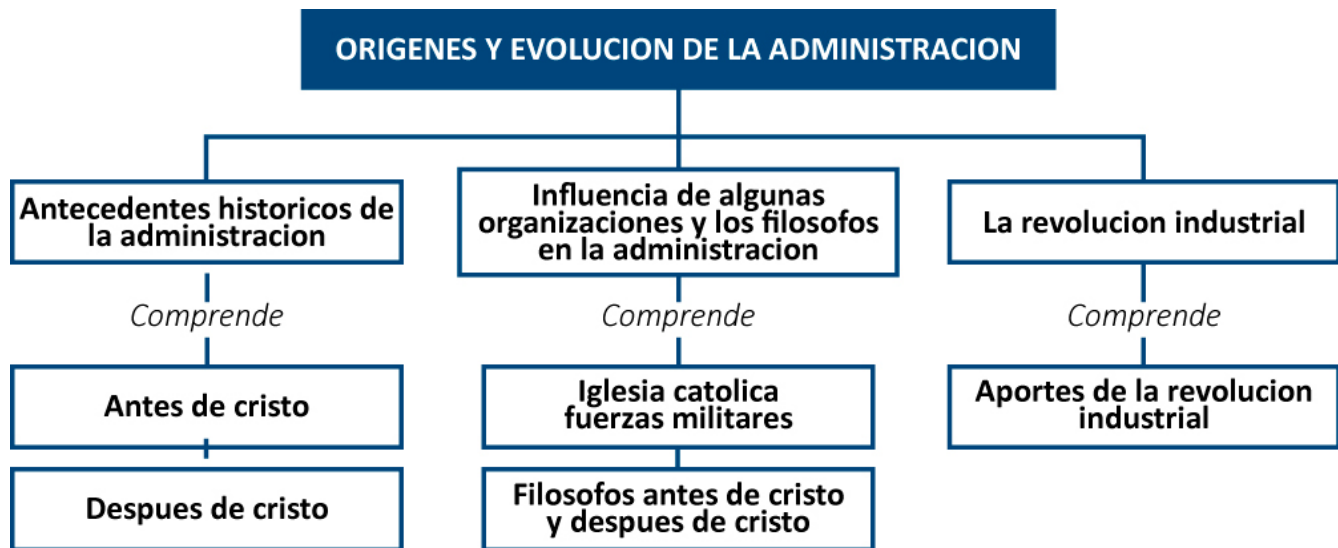 ORIGENES Y EVOLUCION DE LA ADMINISTRACION
Antecedentes historicos de
la administracion
Comprende
Antes de cristo
Despues de cristo
Influencia de algunas
organizaciones y los filosofos
en la administracion
Comprende
Iglesia catolica
fuerzas militares
Filosofos antes de cristo
y despues de cristo
La revolucion industrial
Comprende
Aportes de la revolucion
industrial